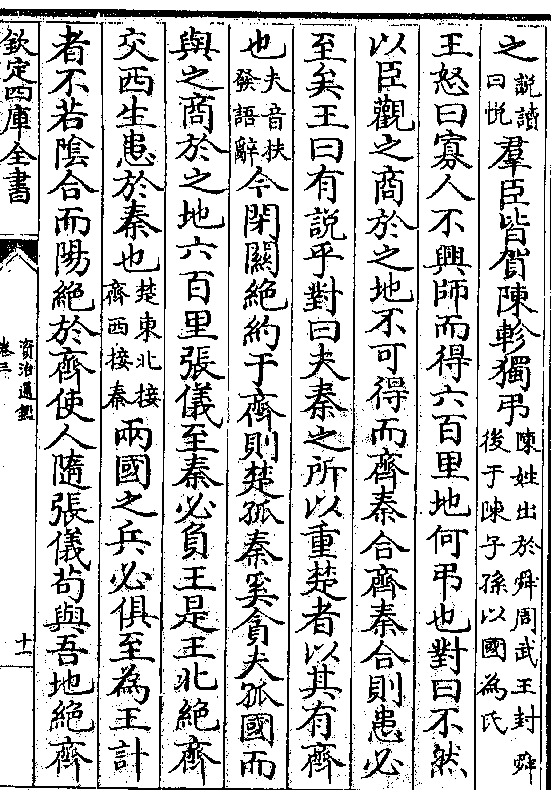 之說讀曰悅羣臣皆賀陳軫獨弔陳姓出於舜周武王封舜後于陳子孫以國為氏
王怒曰寡人不興師而得六百里地何弔也對曰不然
以臣觀之商於之地不可得而齊秦合齊秦合則患必
至矣王曰有說乎對曰夫秦之所以重楚者以其有齊
也夫音扶發語辭今閉關絶約于齊則楚孤秦奚貪夫孤國而
與之商於之地六百里張儀至秦必負王是王北絶齊
交西生患於秦也楚東北接齊西接秦兩國之兵必俱至為王計
者不若陰合而陽絶於齊使人隨張儀茍與吾地絶齊
欽定四庫全書
資治通鑑
卷三
十一